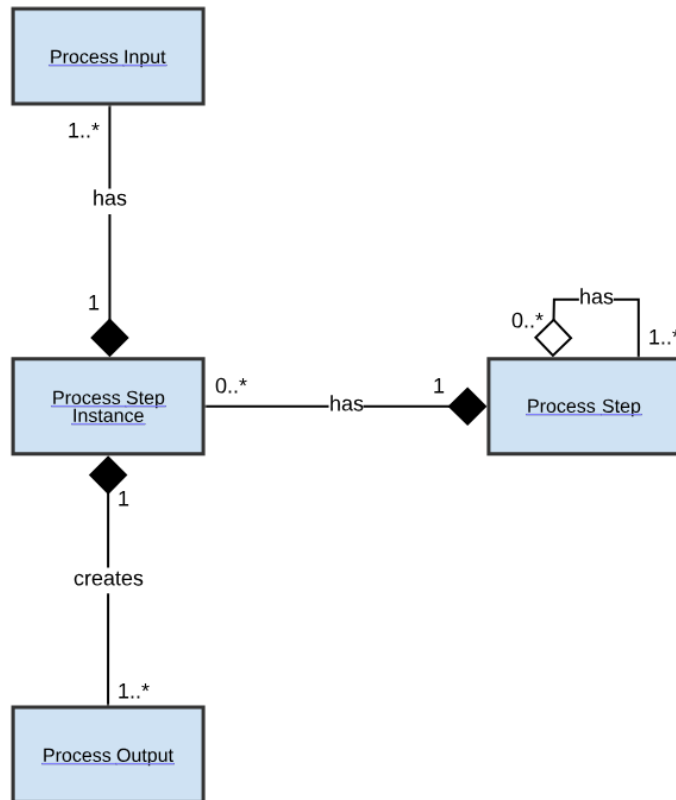 Process Input
1..*
has
1
has
0..*
1..*
Process Step
Instance
0..*
has
1
Process Step
1
creates
1..*
Process Output